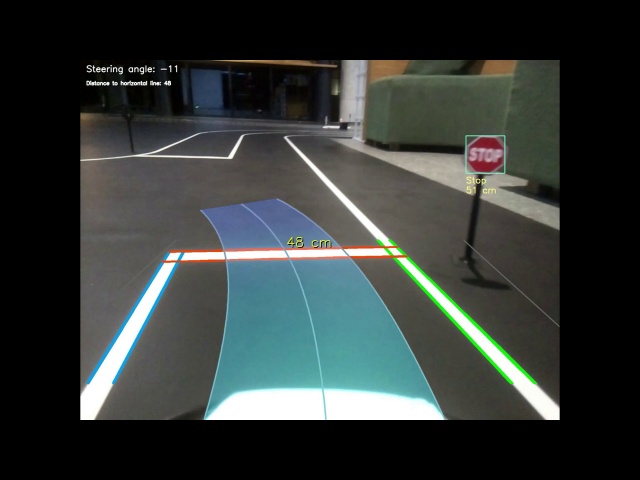 Steering angle: -11
Distance to horizontal line: 48
STOP
Stop
51 cm
48 cm